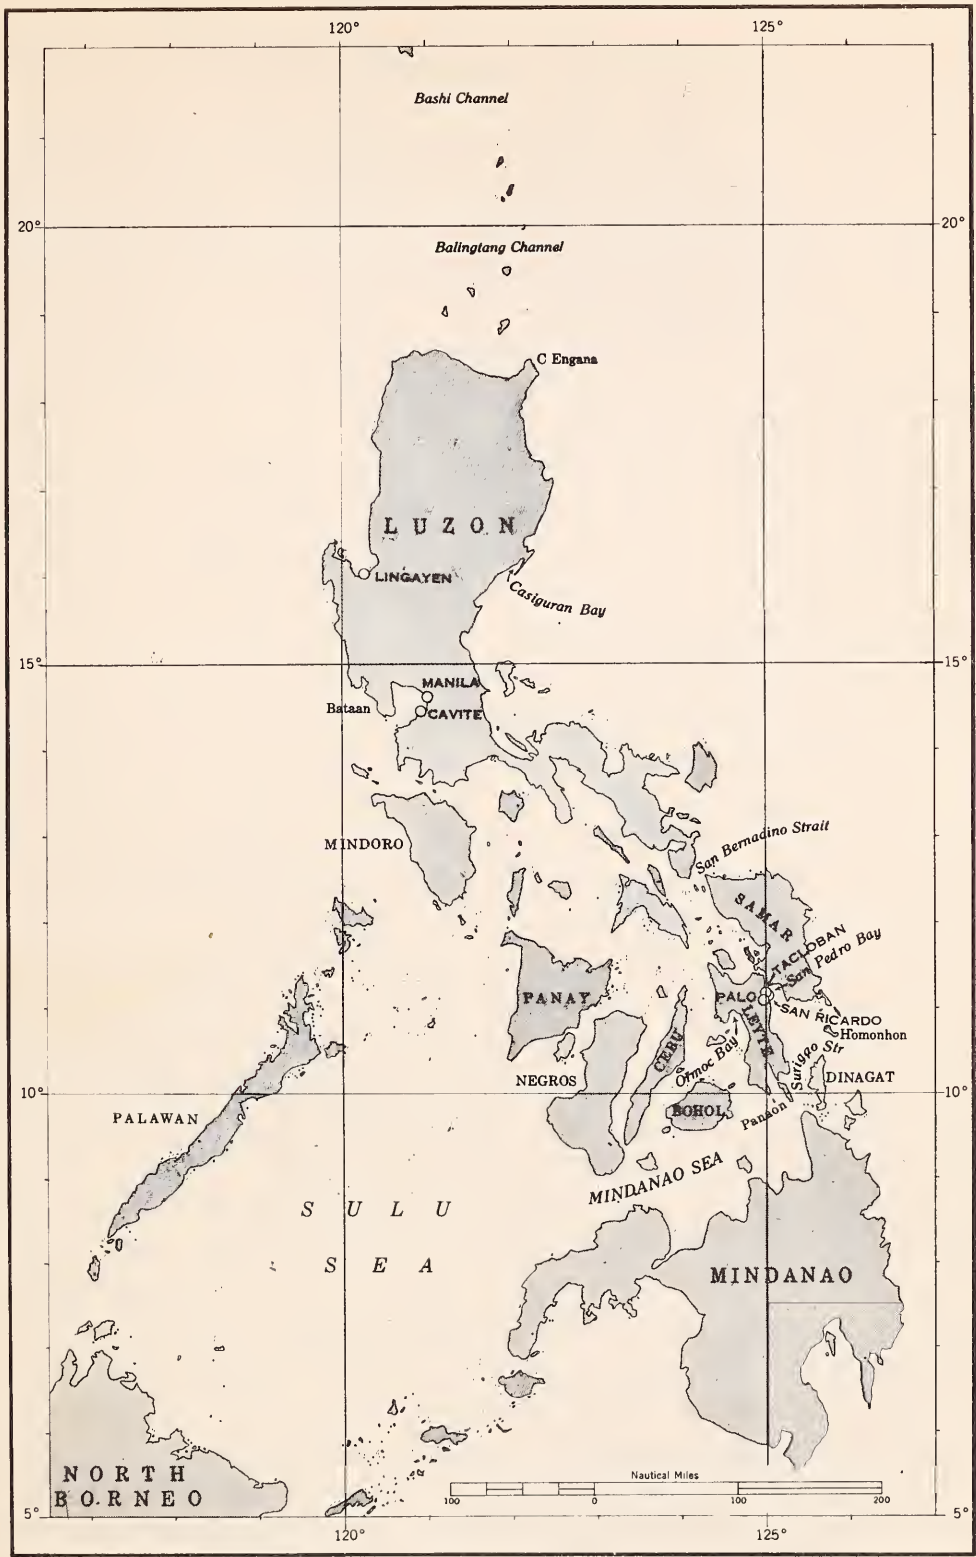 120° 125°
Bashi Channel
20° 20°
Balingtang Channel
C Engana
LUZON
LINGAYEN
Casiguran Bay
15° 15°
MANILA
Bataan
CAVITE
MINDORO
San Bernadino Strait
SAMAR
TACLOBAN
San Pedro Bay
PANAY
PALO
LEYTE
SAN RICARDO
Homonhon
CEBU
Ormoc Bay
Surigao Str
NEGROS
DINAGAT
10° 10°
BOHOL
Panaon
PALAWAN
MINDANAO SEA
SULU
SEA
MINDANAO
NORTH
BORNEO
Nautical Miles
100 0 100 200
5° 5°
120° 125°